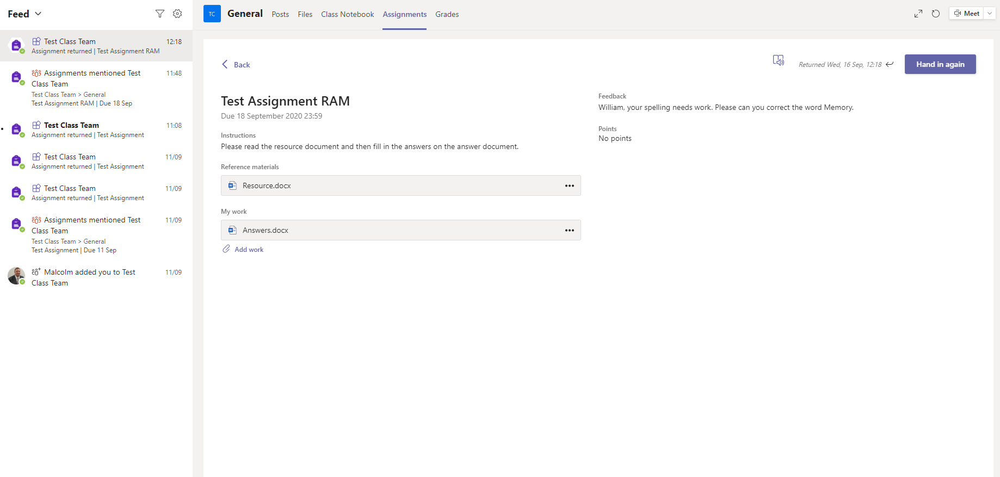 Feed
Test Class Team 12:18
Assignment returned | Test Assignment RAM
Assignments mentioned Test 11:48
Class Team
Test Class Team > General
Test Assignment RAM | Due 18 Sep
Test Class Team 11:08
Assignment returned | Test Assignment
Test Class Team 11/09
Assignment returned | Test Assignment
Test Class Team 11/09
Assignment returned | Test Assignment
Assignments mentioned Test 11/09
Class Team
Test Class Team > General
Test Assignment | Due 11 Sep
Malcolm added you to Test 11/09
Class Team
TC General Posts Files Class Notebook Assignments Grades Meet
Back Returned Wed, 16 Sep, 12:18 Hand in again
Test Assignment RAM
Due 18 September 2020 23:59
Instructions
Please read the resource document and then fill in the answers on the answer document.
Reference materials
Resource.docx
My work
Answers.docx
Add work
Feedback
William, your spelling needs work. Please can you correct the word Memory.
Points
No points